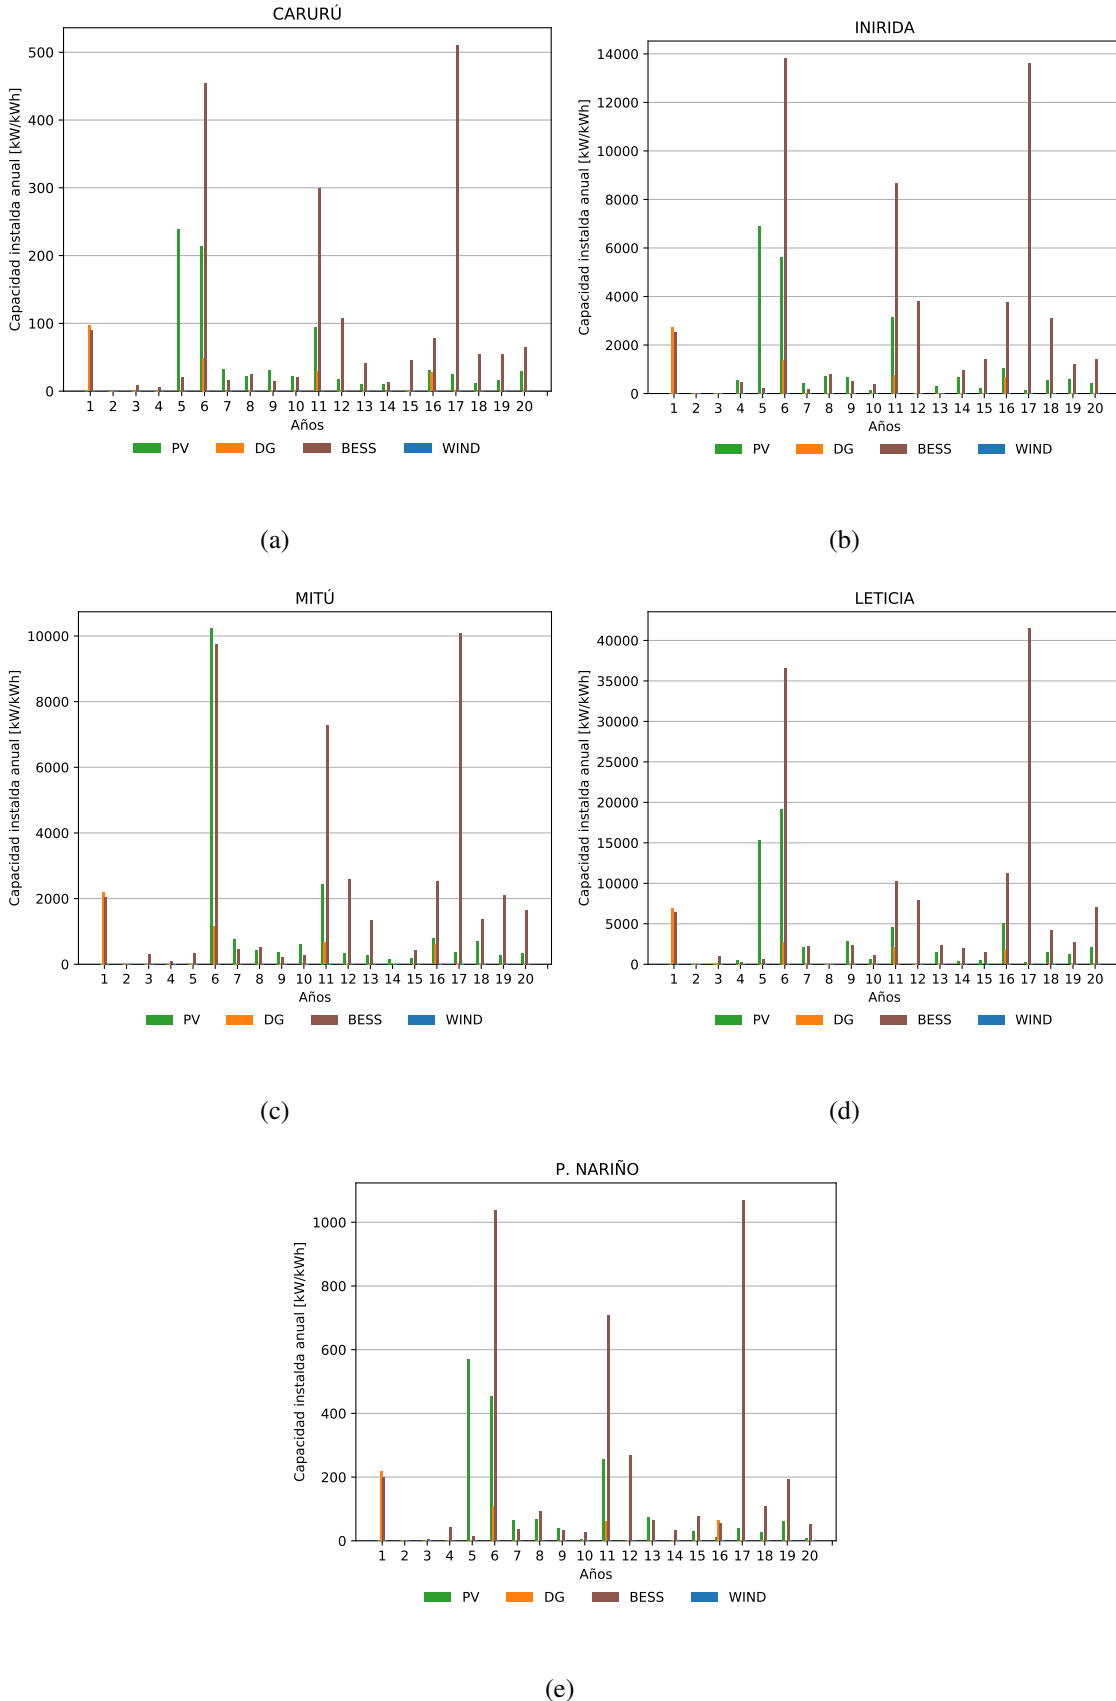 CARURÚ
Capacidad instalda anual [kW/kWh]
500
400
300
200
100
0
1 2 3 4 5 6 7 8 9 10 11 12 13 14 15 16 17 18 19 20
Años
PV DG BESS WIND
(a)
INIRIDA
Capacidad instalda anual [kW/kWh]
14000
12000
10000
8000
6000
4000
2000
0
1 2 3 4 5 6 7 8 9 10 11 12 13 14 15 16 17 18 19 20
Años
PV DG BESS WIND
(b)
MITÚ
Capacidad instalda anual [kW/kWh]
10000
8000
6000
4000
2000
0
1 2 3 4 5 6 7 8 9 10 11 12 13 14 15 16 17 18 19 20
Años
PV DG BESS WIND
(c)
LETICIA
Capacidad instalda anual [kW/kWh]
40000
35000
30000
25000
20000
15000
10000
5000
0
1 2 3 4 5 6 7 8 9 10 11 12 13 14 15 16 17 18 19 20
Años
PV DG BESS WIND
(d)
P. NARIÑO
Capacidad instalda anual [kW/kWh]
1000
800
600
400
200
0
1 2 3 4 5 6 7 8 9 10 11 12 13 14 15 16 17 18 19 20
Años
PV DG BESS WIND
(e)